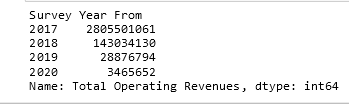 Survey Year From
2017    2805501061
2018     143034130
2019      28876794
2020       3465652
Name: Total Operating Revenues, dtype: int64